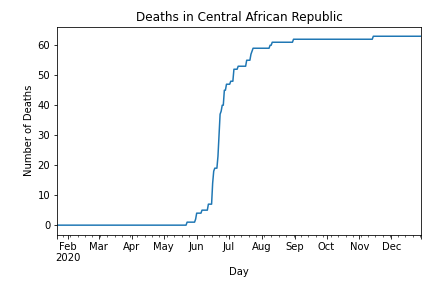 Deaths in Central African Republic
Number of Deaths
60
50
40
30
20
10
0
Feb Mar Apr May Jun Jul Aug Sep Oct Nov Dec
2020
Day